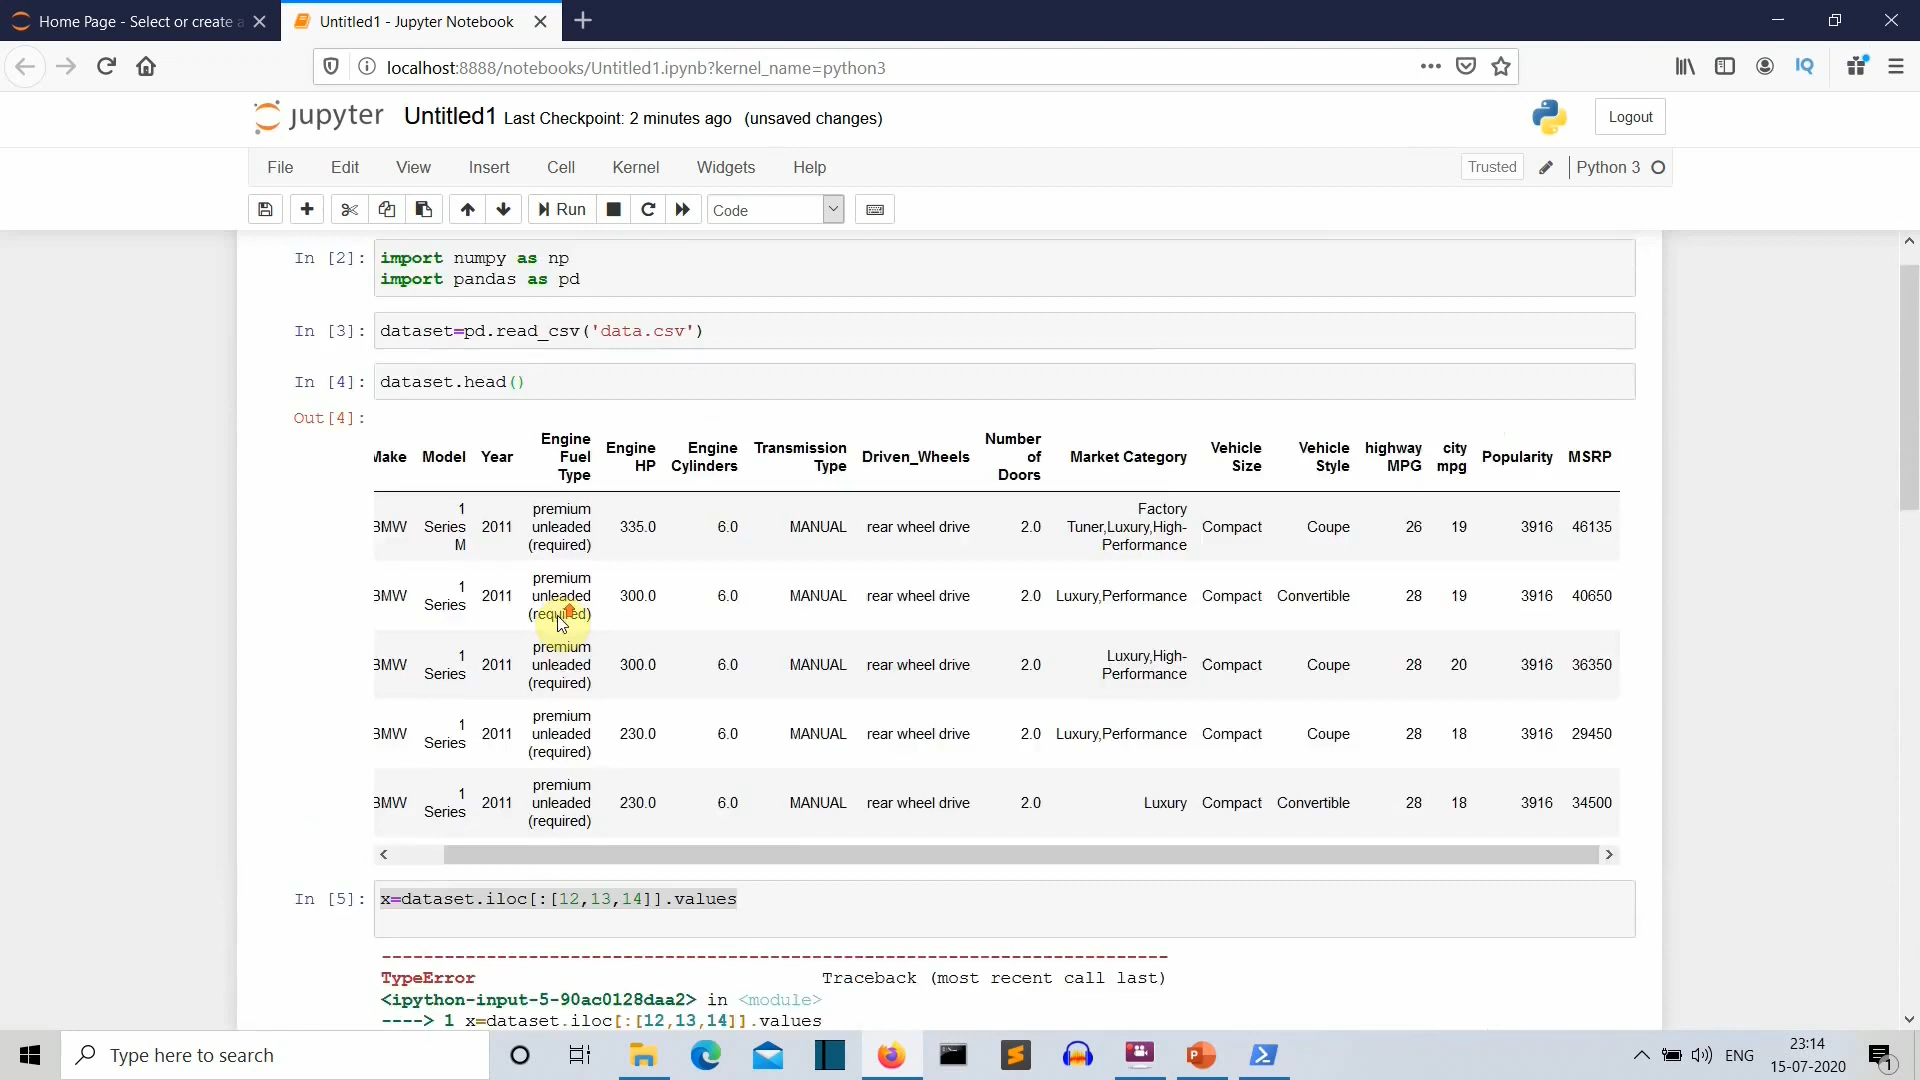 Home Page - Select or create a
Untitled1 - Jupyter Notebook
localhost:8888/notebooks/Untitled1.ipynb?kernel_name=python3
IQ
jupyter Untitled1 Last Checkpoint: 2 minutes ago (unsaved changes)
Logout
File Edit View Insert Cell Kernel Widgets Help
Trusted Python 3
Run Code
In [2]: import numpy as np
import pandas as pd
In [3]: dataset=pd.read_csv('data.csv')
In [4]: dataset.head()
Out[4]:
Make Model Year Engine Fuel Type Engine HP Engine Cylinders Transmission Type Driven_Wheels Number of Doors Market Category Vehicle Size Vehicle Style highway MPG city mpg Popularity MSRP
BMW 1 Series M 2011 premium unleaded (required) 335.0 6.0 MANUAL rear wheel drive 2.0 Factory Tuner,Luxury,High-Performance Compact Coupe 26 19 3916 46135
BMW 1 Series 2011 premium unleaded (required) 300.0 6.0 MANUAL rear wheel drive 2.0 Luxury,Performance Compact Convertible 28 19 3916 40650
BMW 1 Series 2011 premium unleaded (required) 300.0 6.0 MANUAL rear wheel drive 2.0 Luxury,High-Performance Compact Coupe 28 20 3916 36350
BMW 1 Series 2011 premium unleaded (required) 230.0 6.0 MANUAL rear wheel drive 2.0 Luxury,Performance Compact Coupe 28 18 3916 29450
BMW 1 Series 2011 premium unleaded (required) 230.0 6.0 MANUAL rear wheel drive 2.0 Luxury Compact Convertible 28 18 3916 34500
In [5]: x=dataset.iloc[:[12,13,14]].values
---------------------------------------------------------------------------
TypeError Traceback (most recent call last)
<ipython-input-5-90ac0128daa2> in <module>
----> 1 x=dataset.iloc[:[12,13,14]].values
Type here to search
ENG
23:14
15-07-2020
1